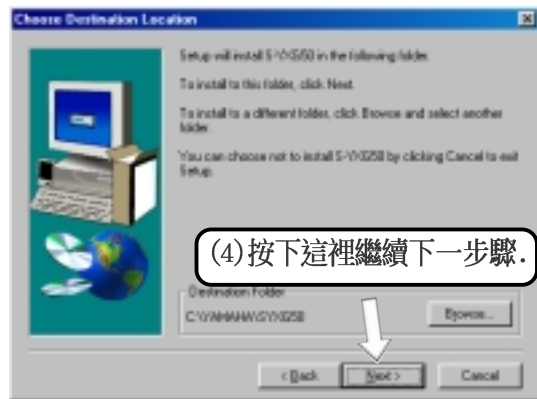 Choose Destination Location
Setup will install S-YXG50 in the following folder.
To install to this folder, click Next.
To install to a different folder, click Browse and select another
folder.
You can choose not to install S-YXG50 by clicking Cancel to exit
Setup.
(4)按下這裡繼續下一步驟.
Destination Folder
C:\YAMAHA\SYXG50
Browse...
< Back
Next >
Cancel